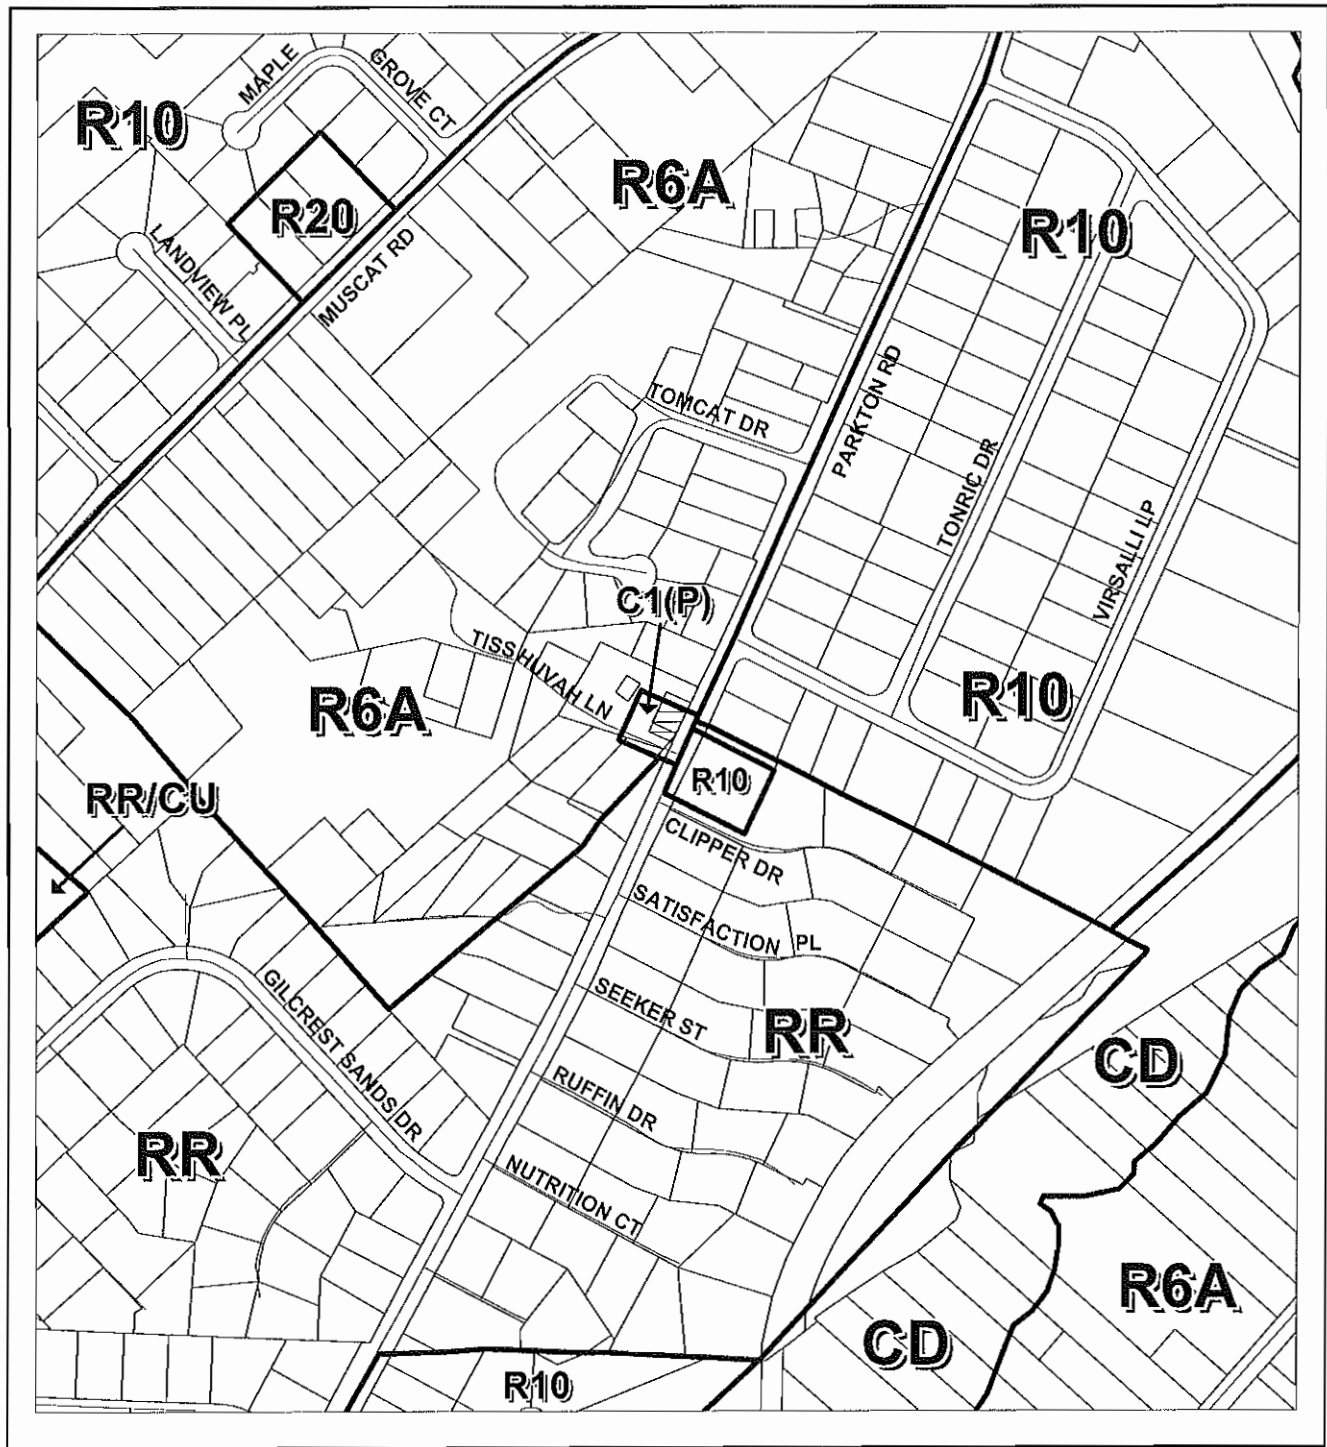 MAPLE
GROVE CT
R10
R6A
R20
R10
LANDVIEW PL
MUSCAT RD
PARKTON RD
TOMCAT DR
TONRIC DR
VIRSALLI LP
C1(P)
TISSHUVAH LN
R6A
R10
RR/CU
R10
CLIPPER DR
SATISFACTION PL
GILCREST SANDS DR
SEEKER ST
RR
CD
RUFFIN DR
RR
NUTRITION CT
R6A
CD
R10